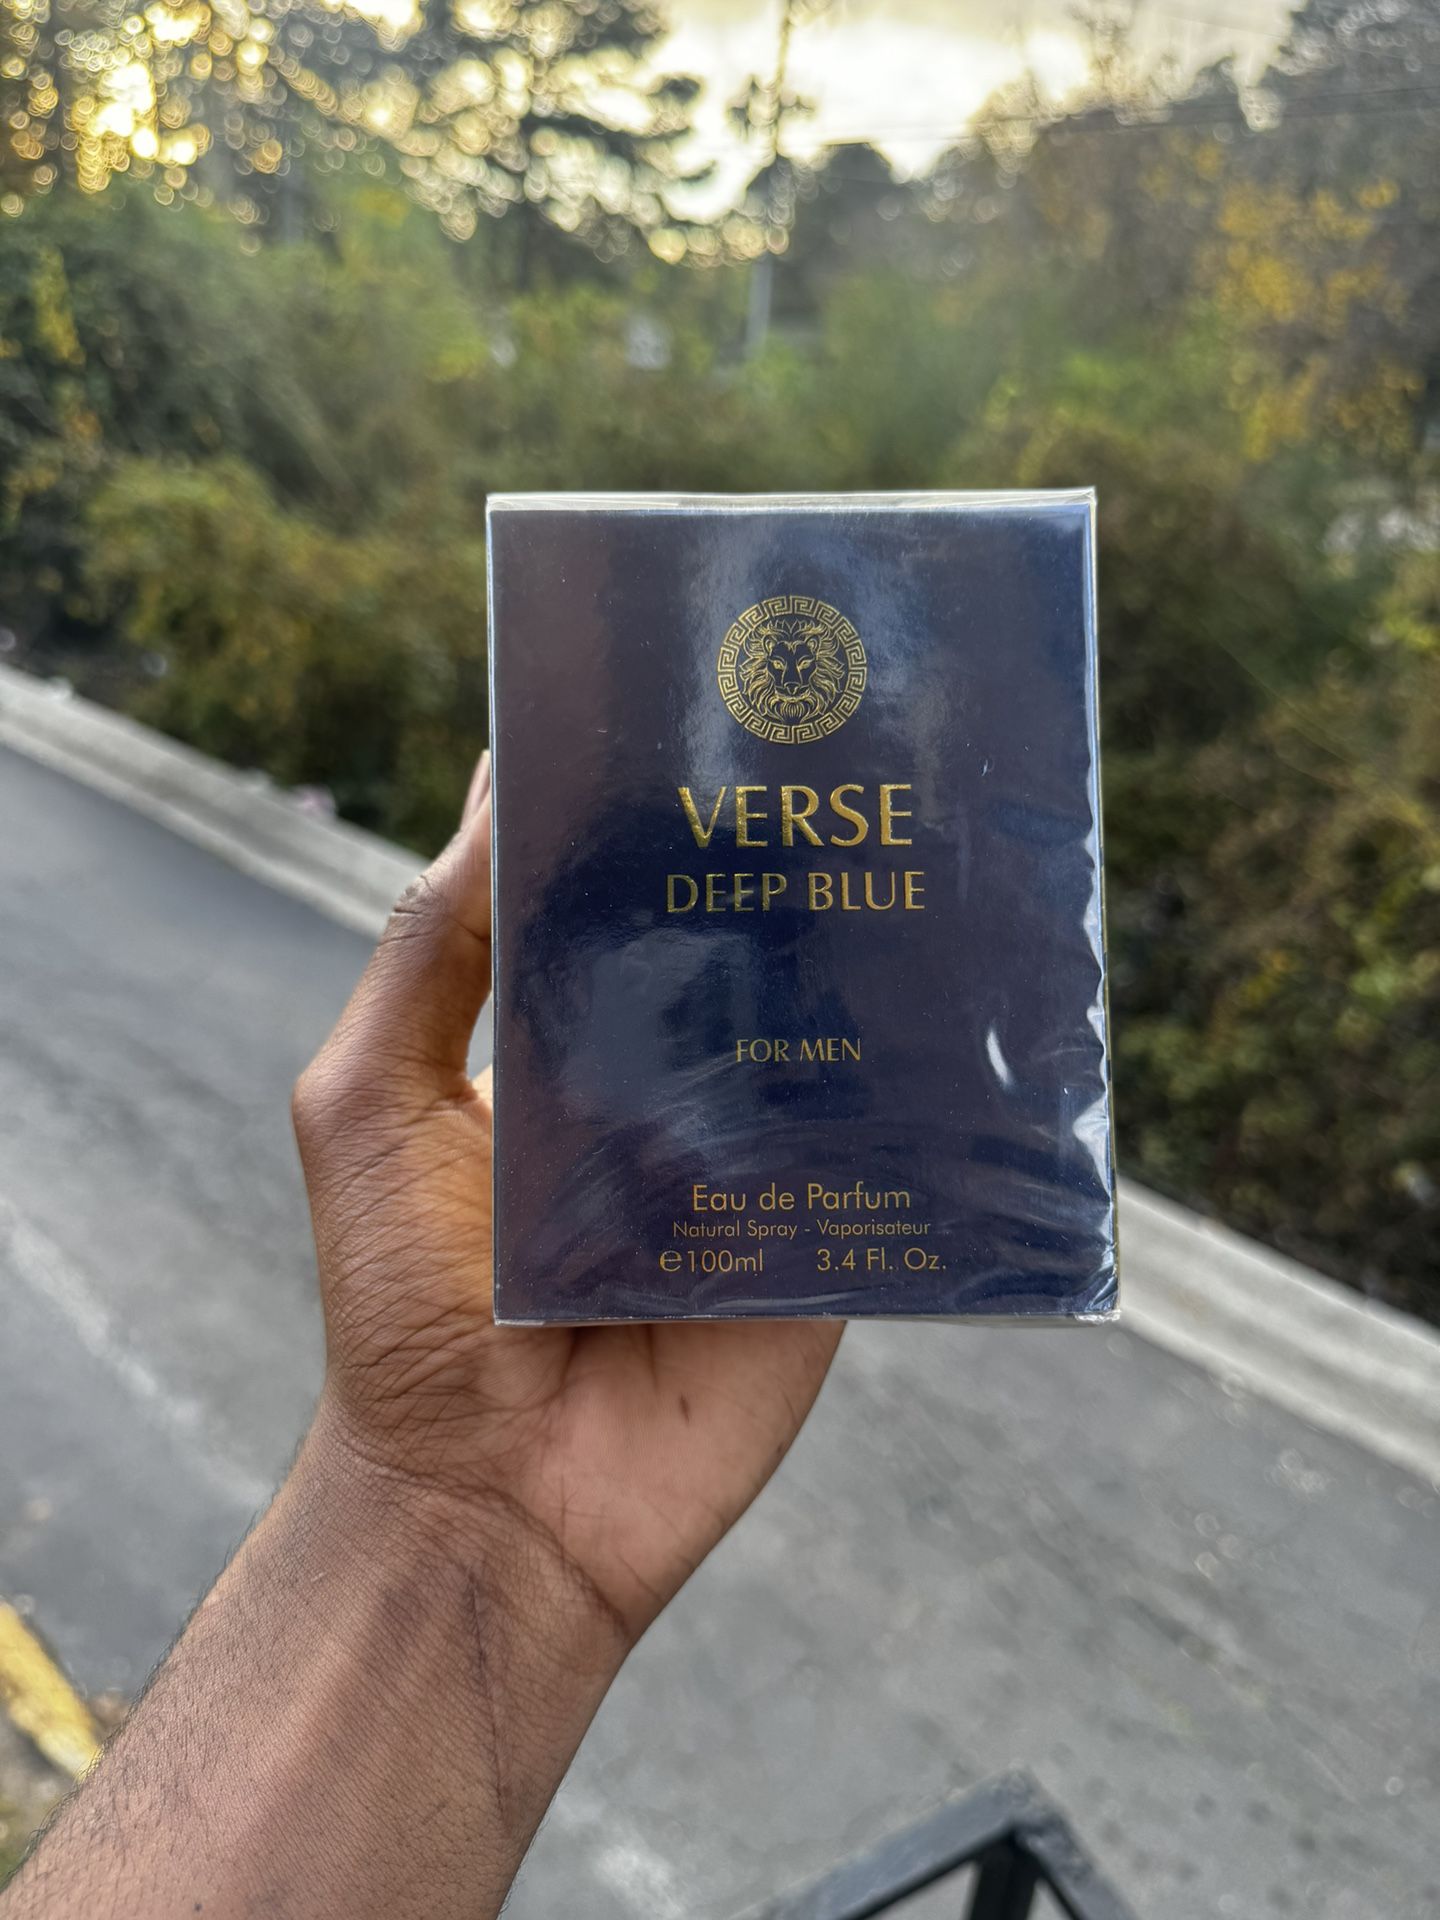 VERSE
DEEP BLUE
FOR MEN
Eau de Parfum
Natural Spray - Vaporisateur
℮100ml 3.4 Fl. Oz.